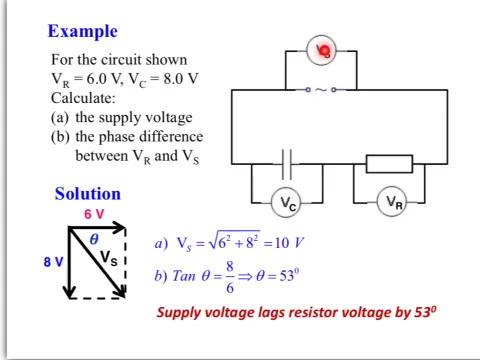 Example
For the circuit shown
V_R = 6.0 V, V_C = 8.0 V
Calculate:
(a) the supply voltage
(b) the phase difference
between V_R and V_S
~
V_C
V_R
Solution
6 V
θ
8 V
V_S
a) V_S = √(6² + 8²) = 10 V
b) Tan θ = 8/6 ⇒ θ = 53⁰
Supply voltage lags resistor voltage by 53⁰